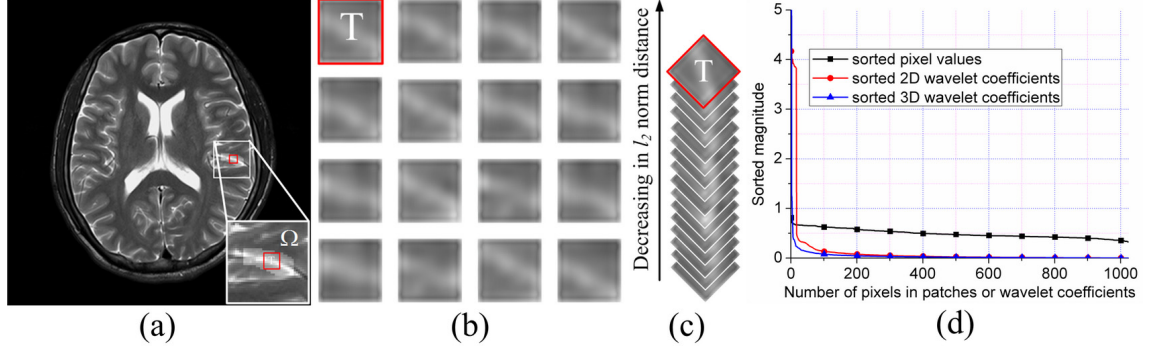 Ω
(a)
T
(b)
Decreasing in l₂ norm distance
T
(c)
Sorted magnitude
5
4
3
2
1
0
sorted pixel values
sorted 2D wavelet coefficients
sorted 3D wavelet coefficients
0 200 400 600 800 1000
Number of pixels in patches or wavelet coefficients
(d)